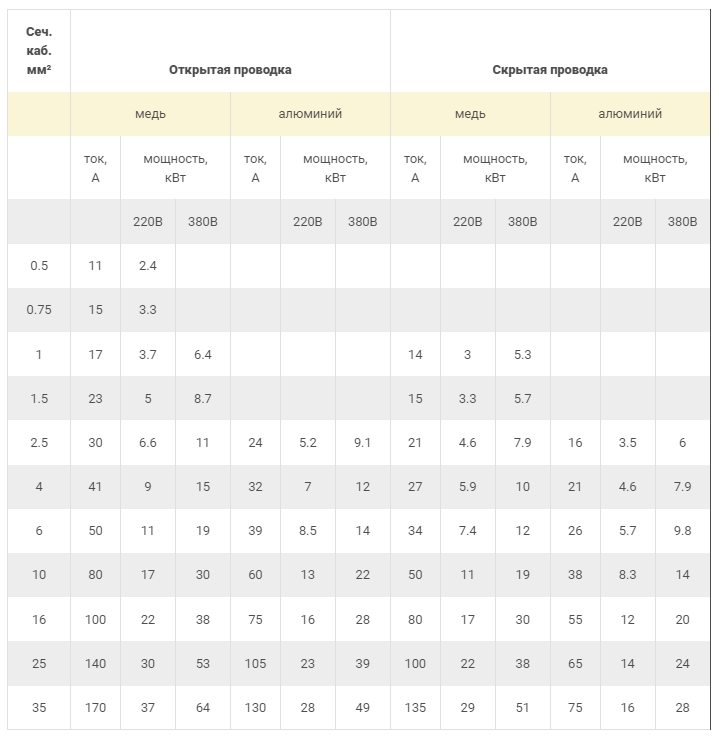 Сеч.
каб.
мм² Открытая проводка Скрытая проводка
медь алюминий медь алюминий
ток, мощность, ток, мощность, ток, мощность, ток, мощность,
А кВт А кВт А кВт А кВт
220В 380В 220В 380В 220В 380В 220В 380В
0.5 11 2.4
0.75 15 3.3
1 17 3.7 6.4 14 3 5.3
1.5 23 5 8.7 15 3.3 5.7
2.5 30 6.6 11 24 5.2 9.1 21 4.6 7.9 16 3.5 6
4 41 9 15 32 7 12 27 5.9 10 21 4.6 7.9
6 50 11 19 39 8.5 14 34 7.4 12 26 5.7 9.8
10 80 17 30 60 13 22 50 11 19 38 8.3 14
16 100 22 38 75 16 28 80 17 30 55 12 20
25 140 30 53 105 23 39 100 22 38 65 14 24
35 170 37 64 130 28 49 135 29 51 75 16 28